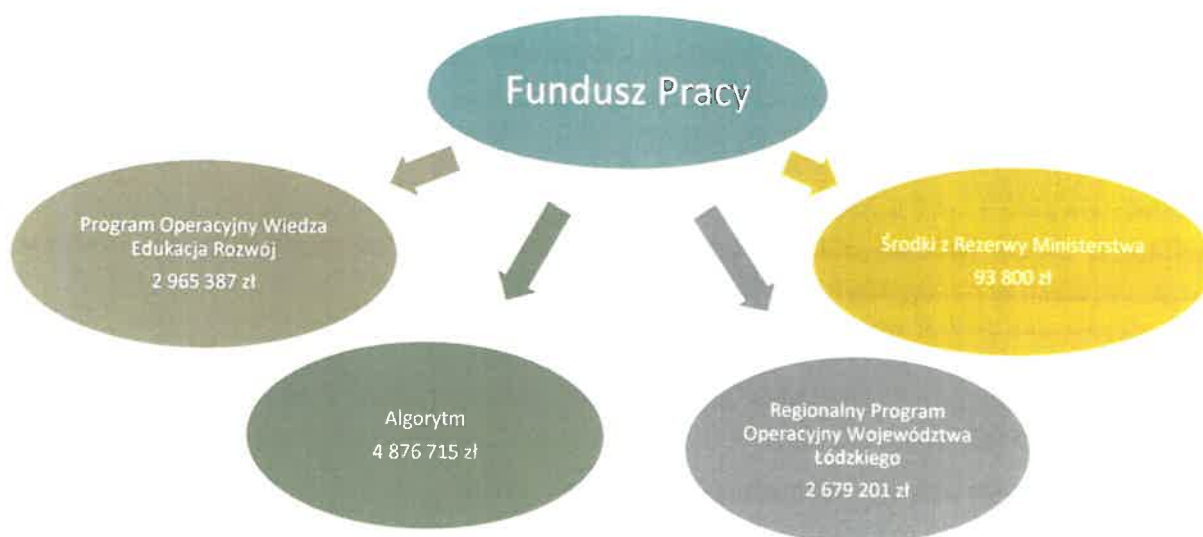 Fundusz Pracy
Program Operacyjny Wiedza
Edukacja Rozwój
2 965 387 zł
Algorytm
4 876 715 zł
Regionalny Program
Operacyjny Województwa
Łódzkiego
2 679 201 zł
Środki z Rezerwy Ministerstwa
93 800 zł